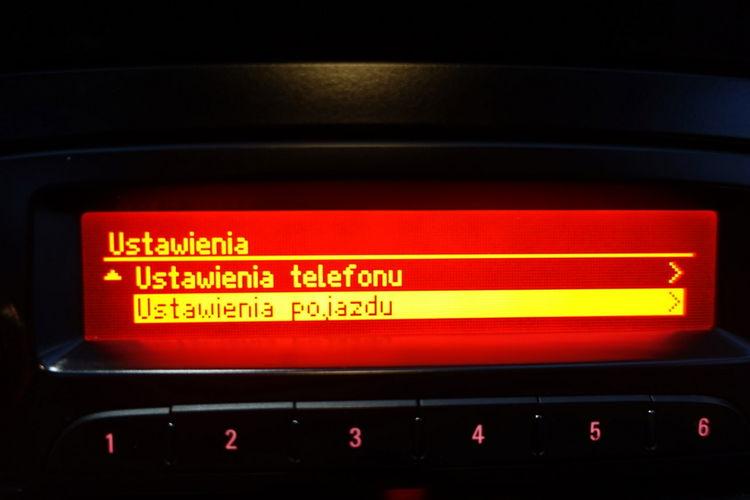 Ustawienia
Ustawienia telefonu >
Ustawienia pojazdu >
1 2 3 4 5 6